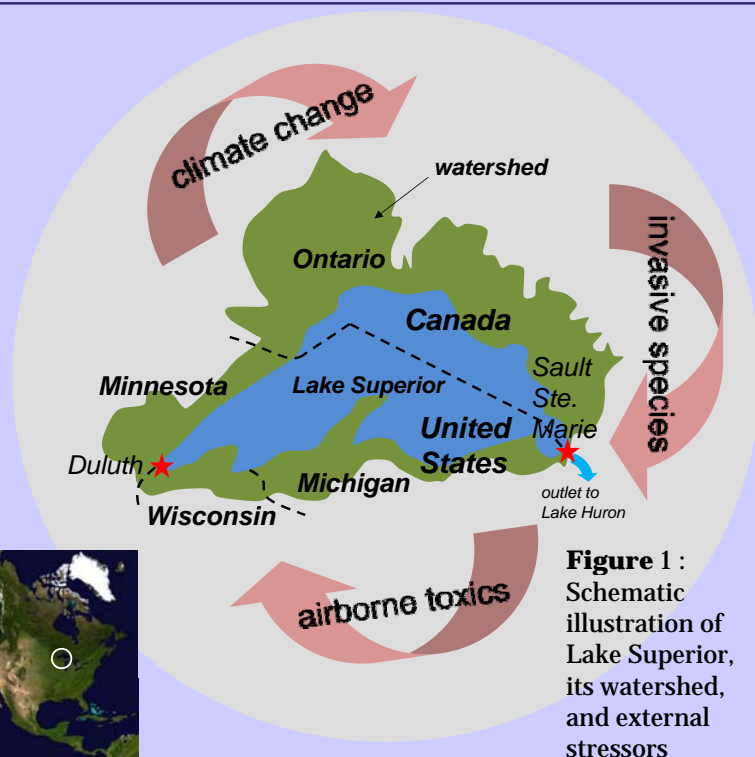 climate change
watershed
Ontario
Canada
invasive species
Minnesota
Lake Superior
Sault
Ste.
Marie
United
States
Duluth
Michigan
Wisconsin
outlet to
Lake Huron
airborne toxics
Figure 1 :
Schematic
illustration of
Lake Superior,
its watershed,
and external
stressors